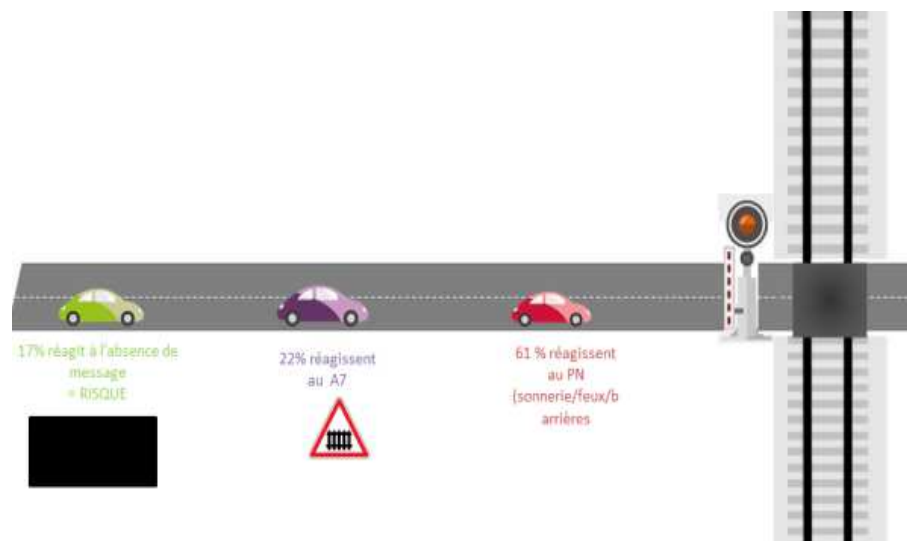 17% réagit à l'absence de
message
= RISQUE
22% réagissent
au A7
61 % réagissent
au PN
(sonnerie/feux/b
arrières